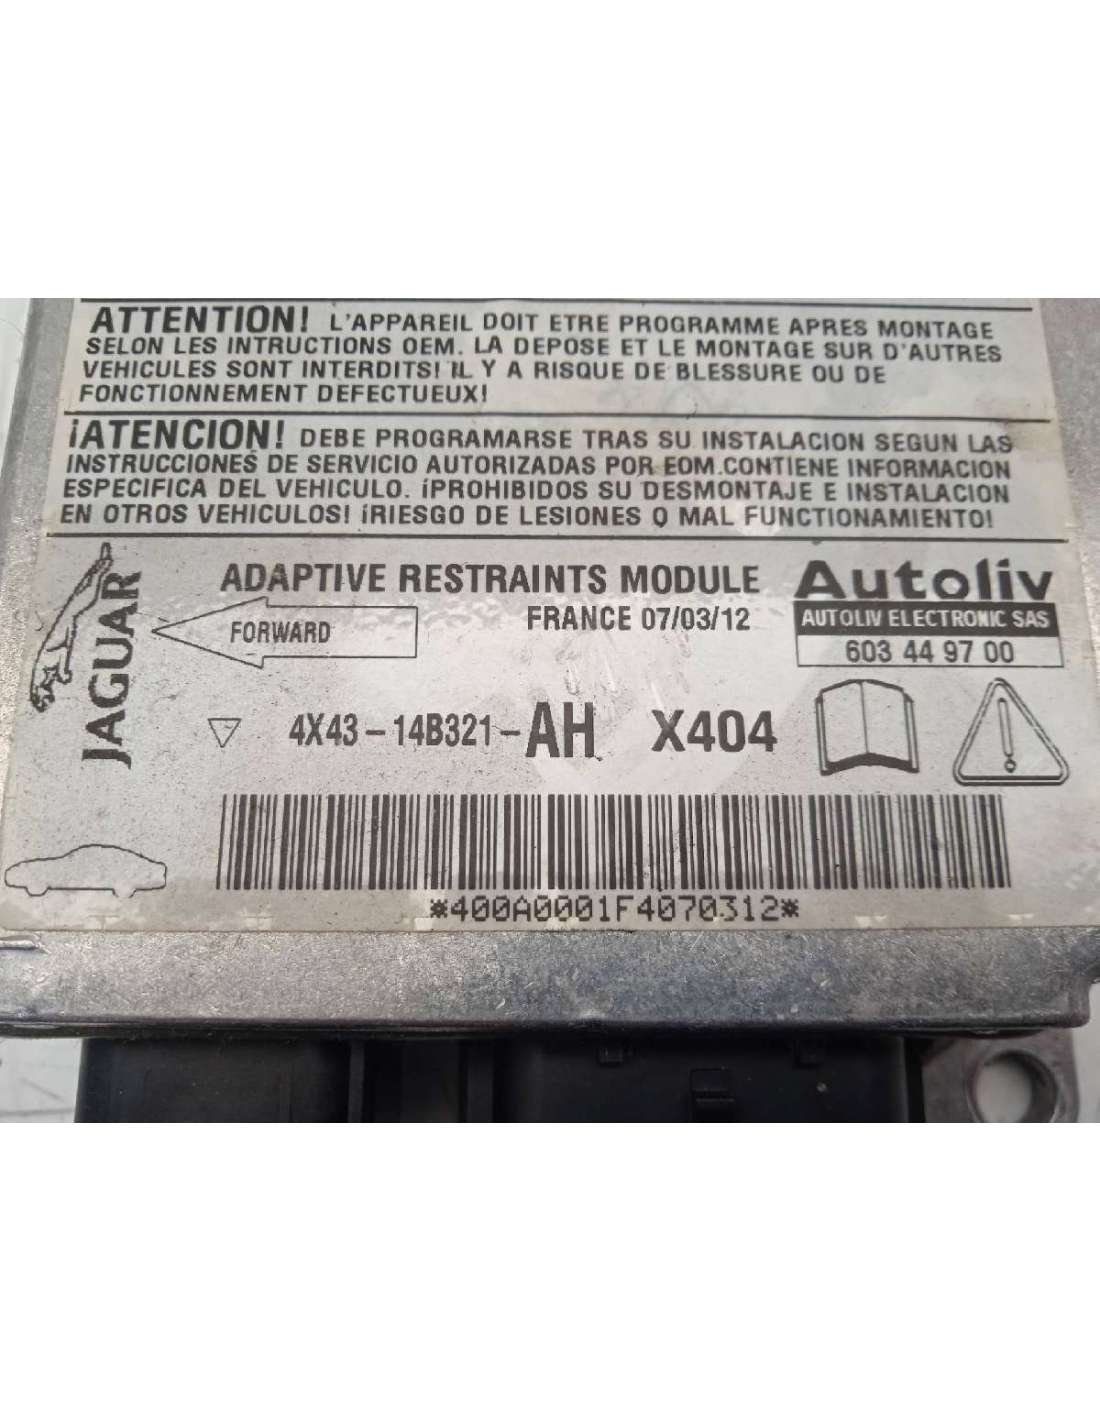 ATTENTION! L'APPAREIL DOIT ETRE PROGRAMME APRES MONTAGE
SELON LES INTRUCTIONS OEM. LA DEPOSE ET LE MONTAGE SUR D'AUTRES
VEHICULES SONT INTERDITS! IL Y A RISQUE DE BLESSURE OU DE
FONCTIONNEMENT DEFECTUEUX!
¡ATENCION! DEBE PROGRAMARSE TRAS SU INSTALACION SEGUN LAS
INSTRUCCIONES DE SERVICIO AUTORIZADAS POR EOM.CONTIENE INFORMACION
ESPECIFICA DEL VEHICULO. ¡PROHIBIDOS SU DESMONTAJE E INSTALACION
EN OTROS VEHICULOS! ¡RIESGO DE LESIONES O MAL FUNCTIONAMIENTO!
JAGUAR
ADAPTIVE RESTRAINTS MODULE
FORWARD
FRANCE 07/03/12
Autoliv
AUTOLIV ELECTRONIC SAS
603 44 9700
4X43-14B321-AH X404
*400A0001F4070312*